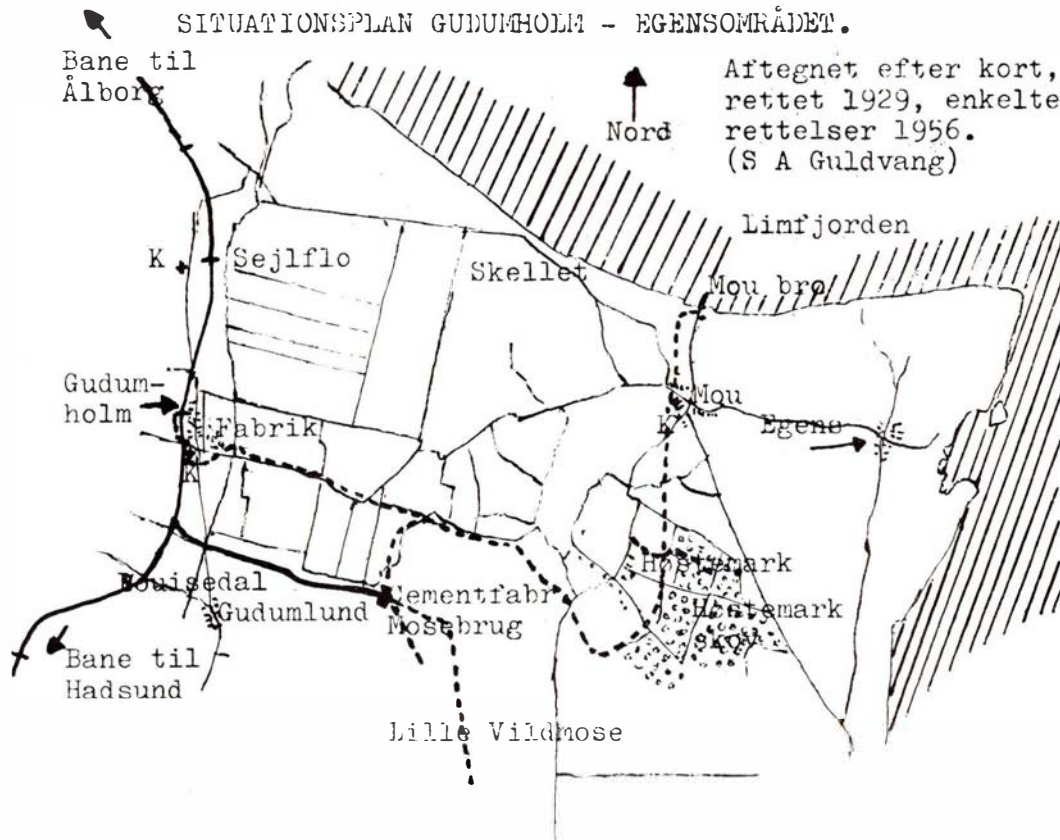 SITUATIONSPLAN GUDUMHOLM - EGENSOMRÅDET.
Bane til
Ålborg
Nord
Aftegnet efter kort,
rettet 1929, enkelte
rettelser 1956.
(S A Guldvang)
Limfjorden
K
Sejlflo
Skellet
Mou bro
Gudum-
holm
Fabrik
K
Mou
K
Egene
Høstemark
Louisedal
Gudumlund
Cementfabr
Mosebrug
Høstemark
skov
Bane til
Hadsund
Lille Vildmose